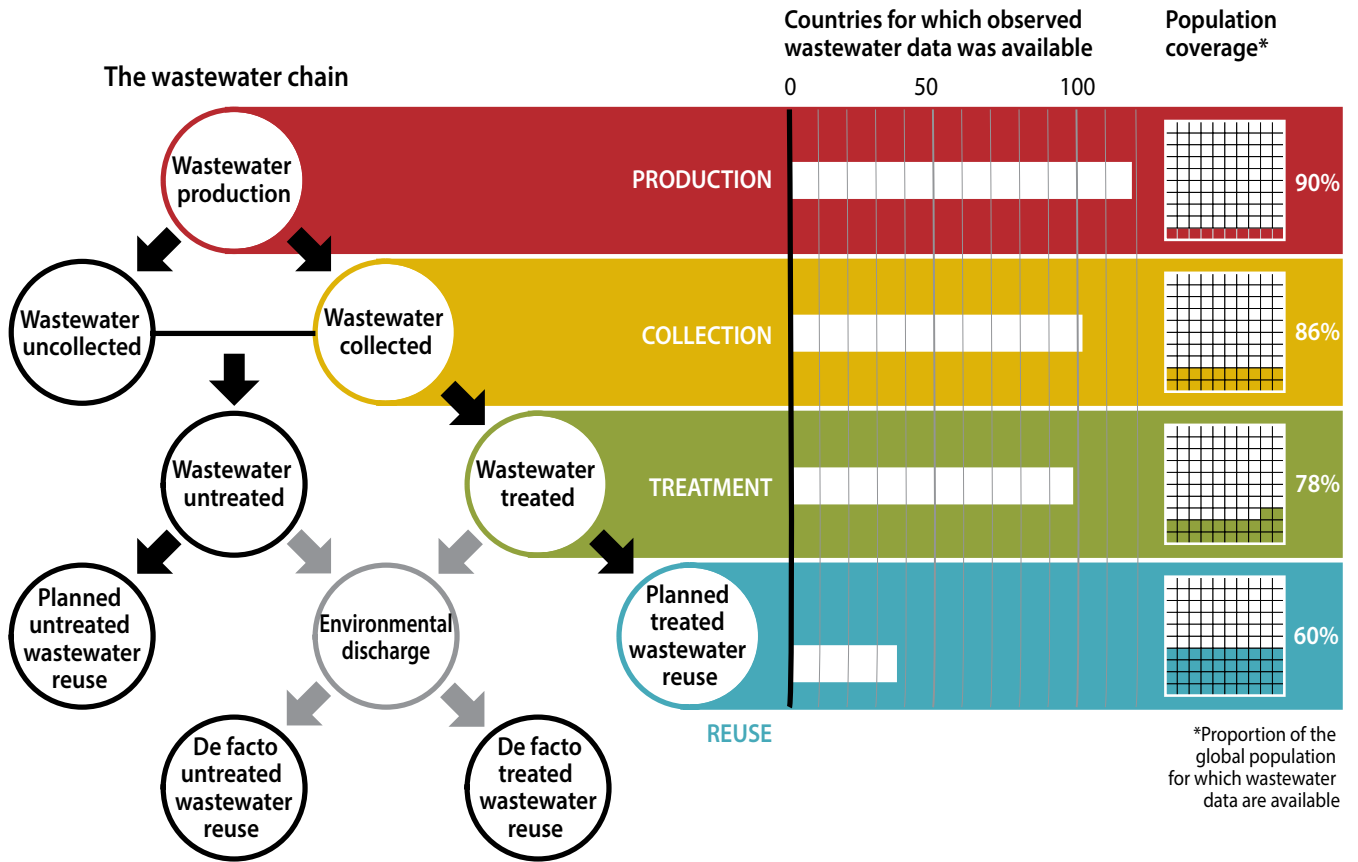 Countries for which observed
wastewater data was available
Population
coverage*
The wastewater chain
0 50 100
Wastewater
production
PRODUCTION
90%
Wastewater
uncollected
Wastewater
collected
COLLECTION
86%
Wastewater
untreated
Wastewater
treated
TREATMENT
78%
Planned
untreated
wastewater
reuse
Environmental
discharge
Planned
treated
wastewater
reuse
60%
REUSE
De facto
untreated
wastewater
reuse
De facto
treated
wastewater
reuse
*Proportion of the
global population
for which wastewater
data are available